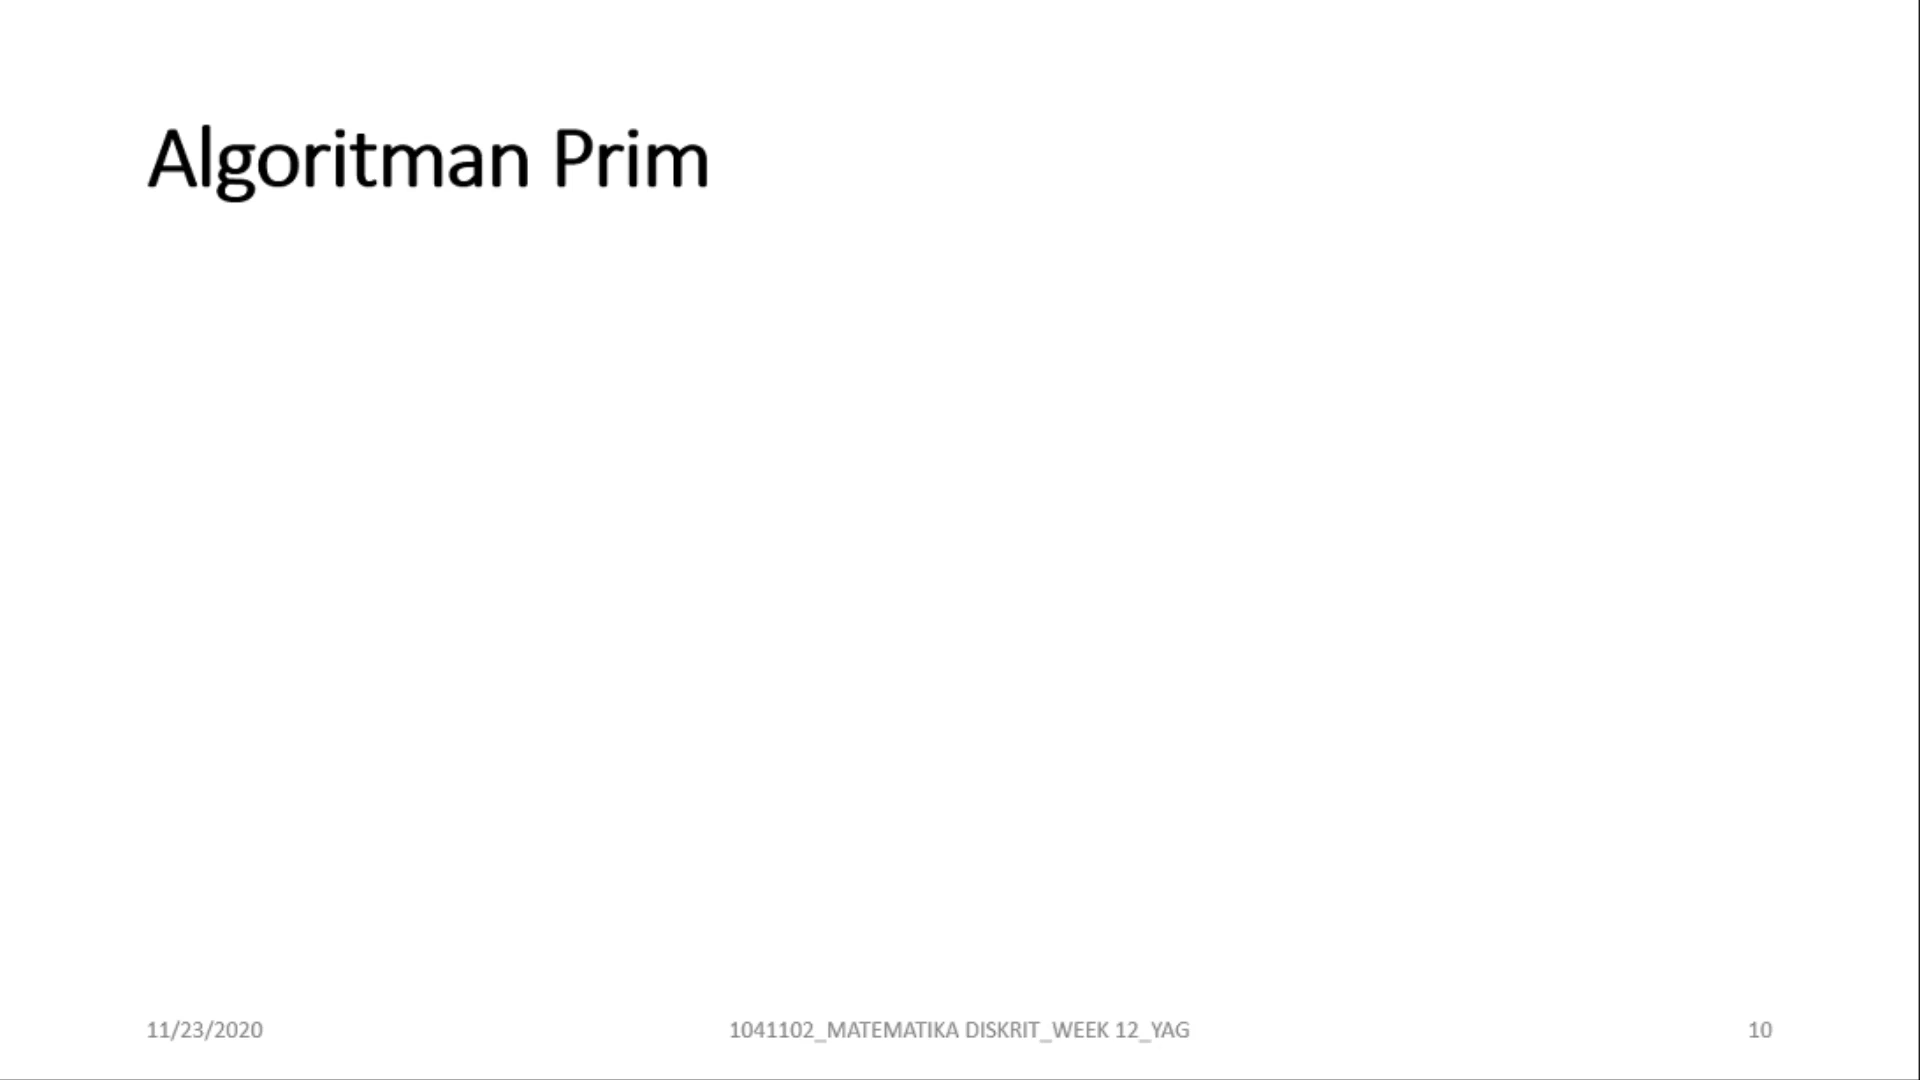 Algoritman Prim
11/23/2020
1041102_MATEMATIKA DISKRIT_WEEK 12_YAG
10